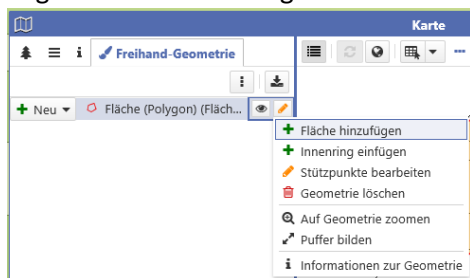 Karte
Freihand-Geometrie
Neu Fläche (Polygon) (Fläch...
Fläche hinzufügen
Innenring einfügen
Stützpunkte bearbeiten
Geometrie löschen
Auf Geometrie zoomen
Puffer bilden
Informationen zur Geometrie